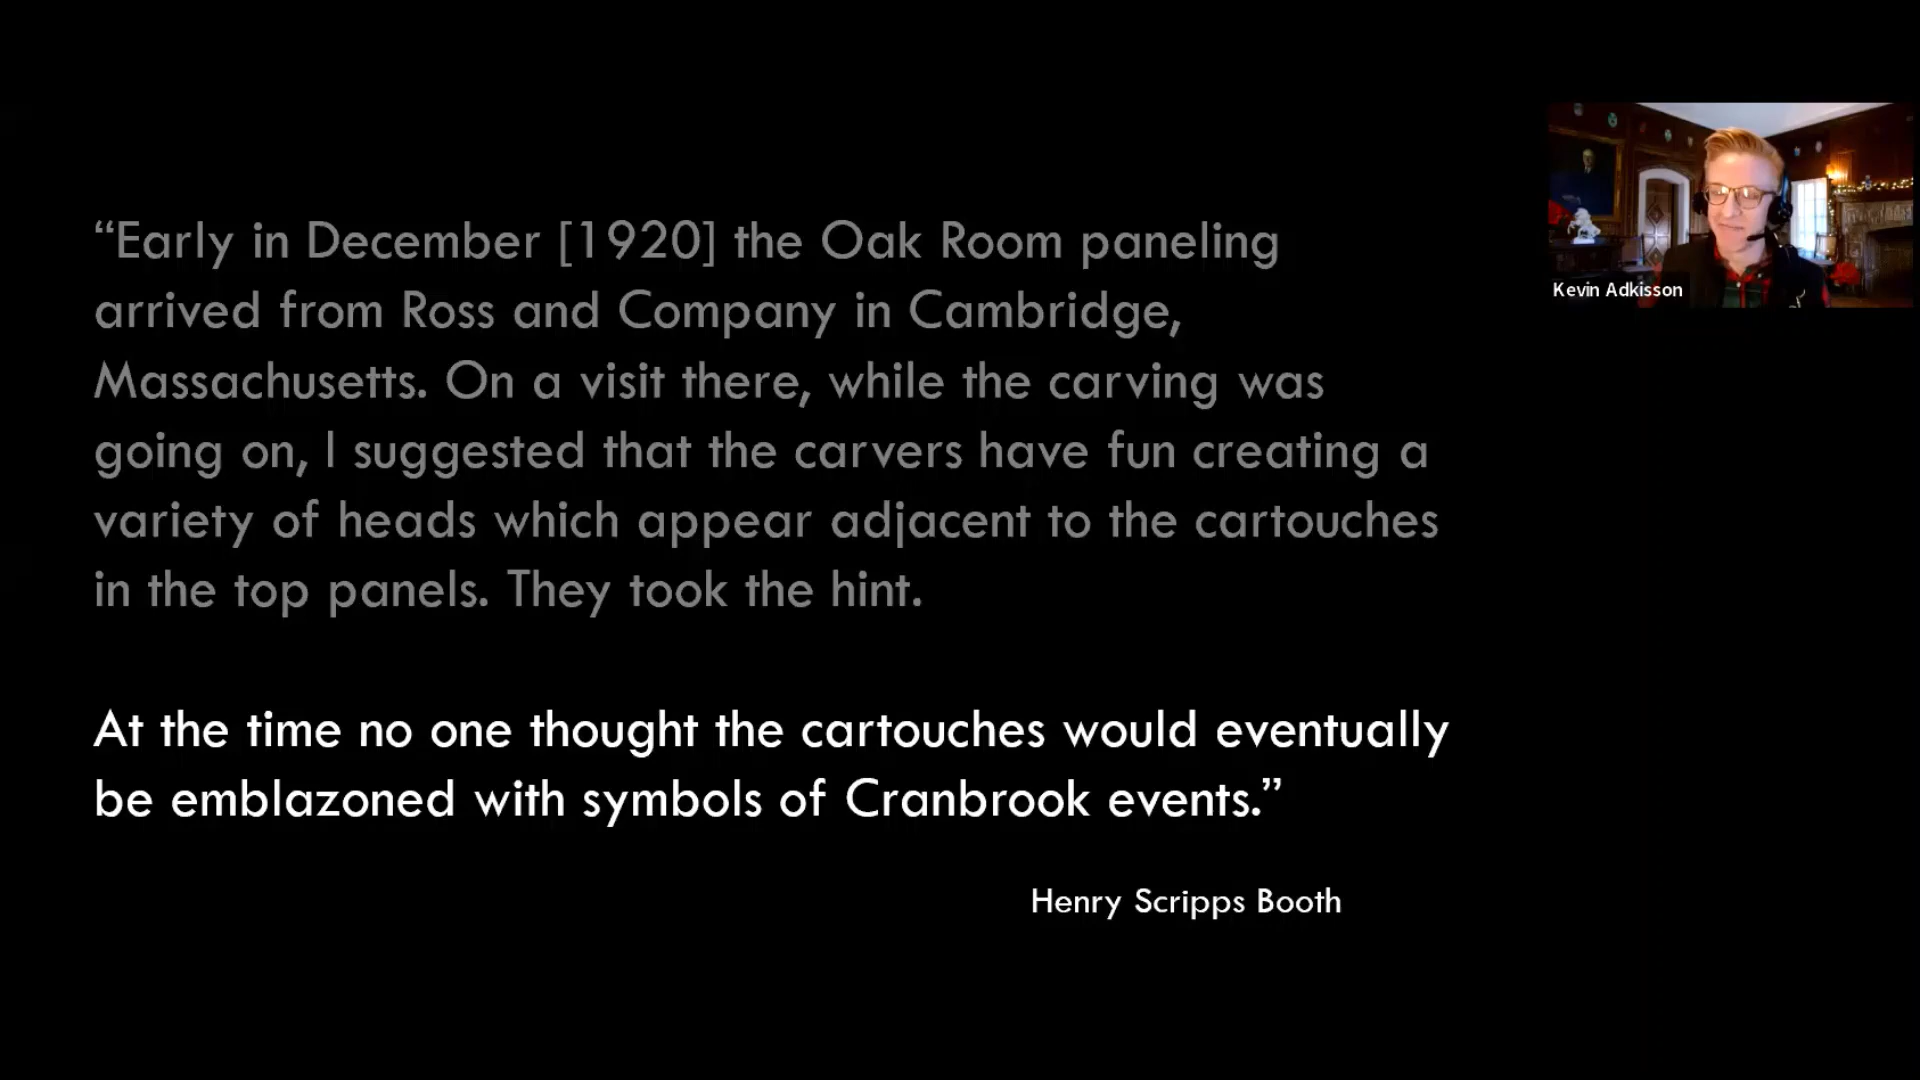 “Early in December [1920] the Oak Room paneling
arrived from Ross and Company in Cambridge,
Massachusetts. On a visit there, while the carving was
going on, I suggested that the carvers have fun creating a
variety of heads which appear adjacent to the cartouches
in the top panels. They took the hint.
At the time no one thought the cartouches would eventually
be emblazoned with symbols of Cranbrook events.”
Henry Scripps Booth
Kevin Adkisson